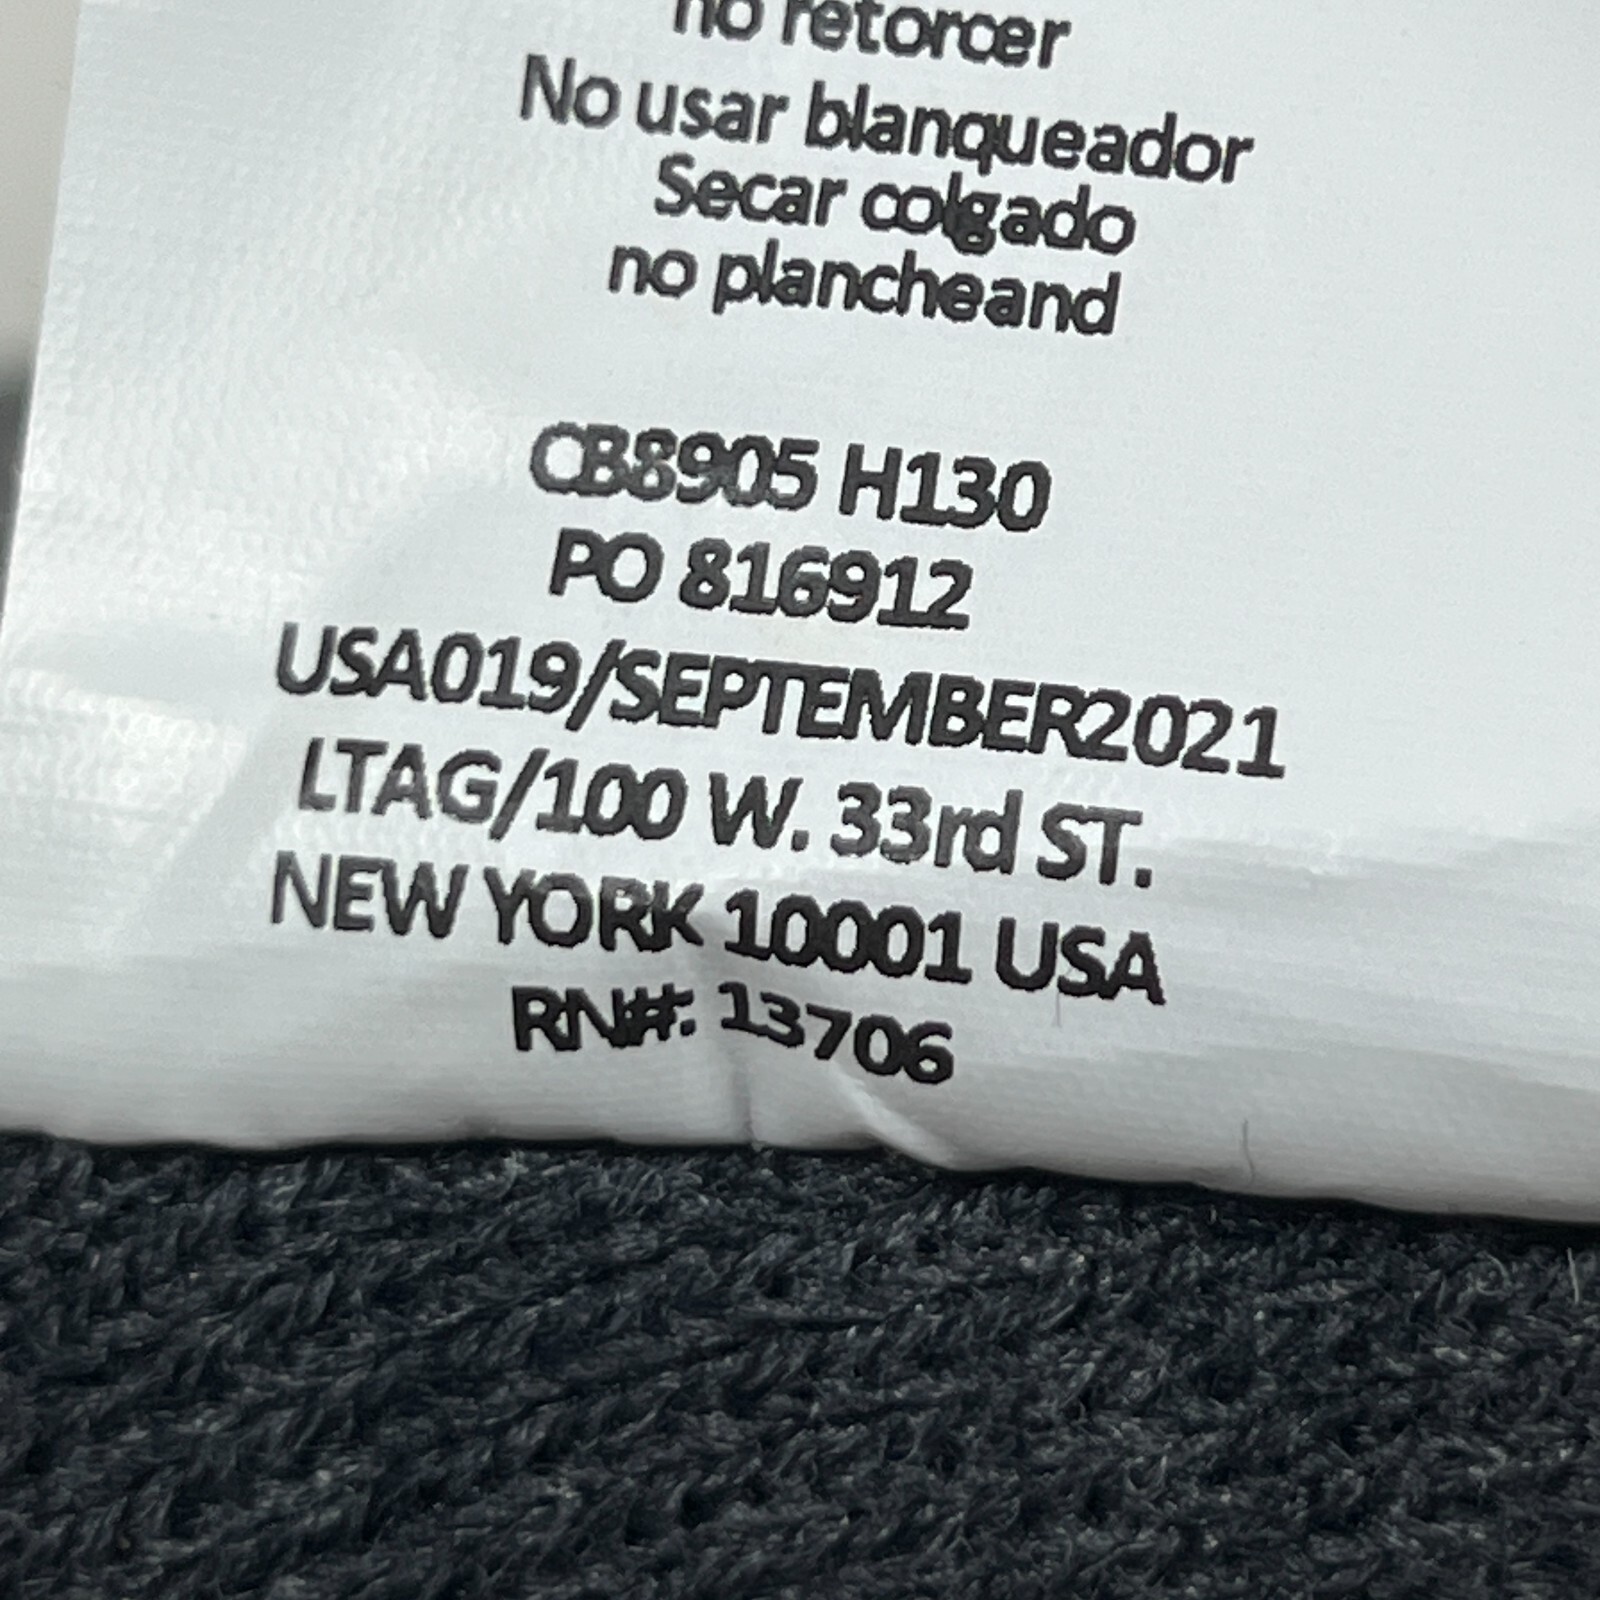 no retorcer
No usar blanqueador
Secar colgado
no plancheand
CB8905 H130
PO 816912
USA019/SEPTEMBER2021
LTAG/100 W. 33rd ST.
NEW YORK 10001 USA
RN#: 13706